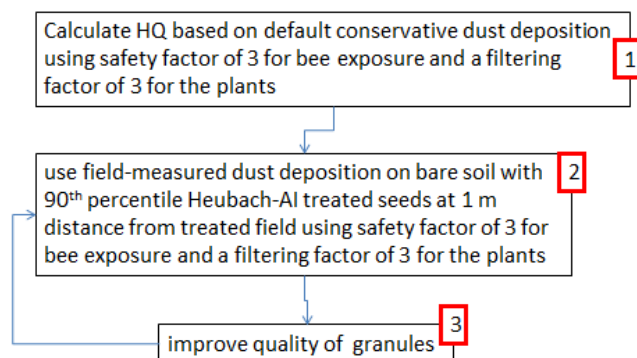 Calculate HQ based on default conservative dust deposition
using safety factor of 3 for bee exposure and a filtering
factor of 3 for the plants
1
use field-measured dust deposition on bare soil with
2
90th percentile Heubach-AI treated seeds at 1 m
distance from treated field using safety factor of 3 for
bee exposure and a filtering factor of 3 for the plants
improve quality of granules
3